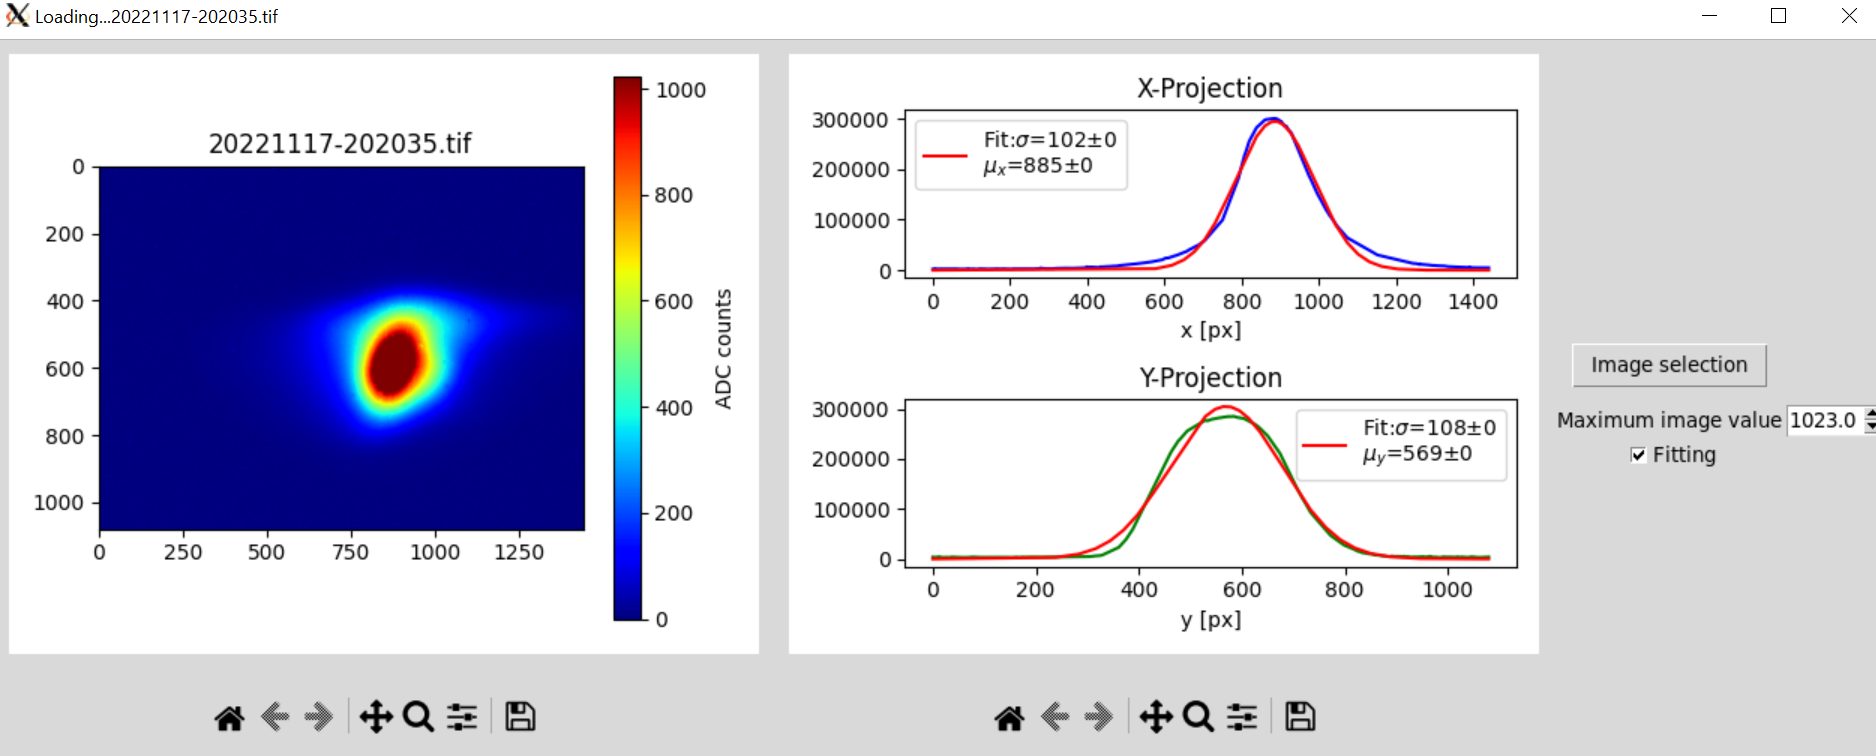 Loading...20221117-202035.tif
20221117-202035.tif
0
200
400
600
800
1000
0
250
500
750
1000
1250
1000
800
600
400
200
0
ADC counts
X-Projection
300000
200000
100000
0
Fit:σ=102±0
μx=885±0
0
200
400
600
800
1000
1200
1400
x [px]
Y-Projection
300000
200000
100000
0
Fit:σ=108±0
μy=569±0
0
200
400
600
800
1000
y [px]
Image selection
Maximum image value 1023.0
Fitting